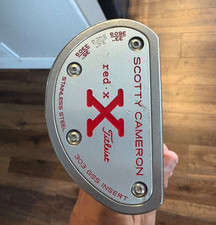 SCOTTY CAMERON
red·x
X
Titleist
STAINLESS STEEL
303 GSS INSERT